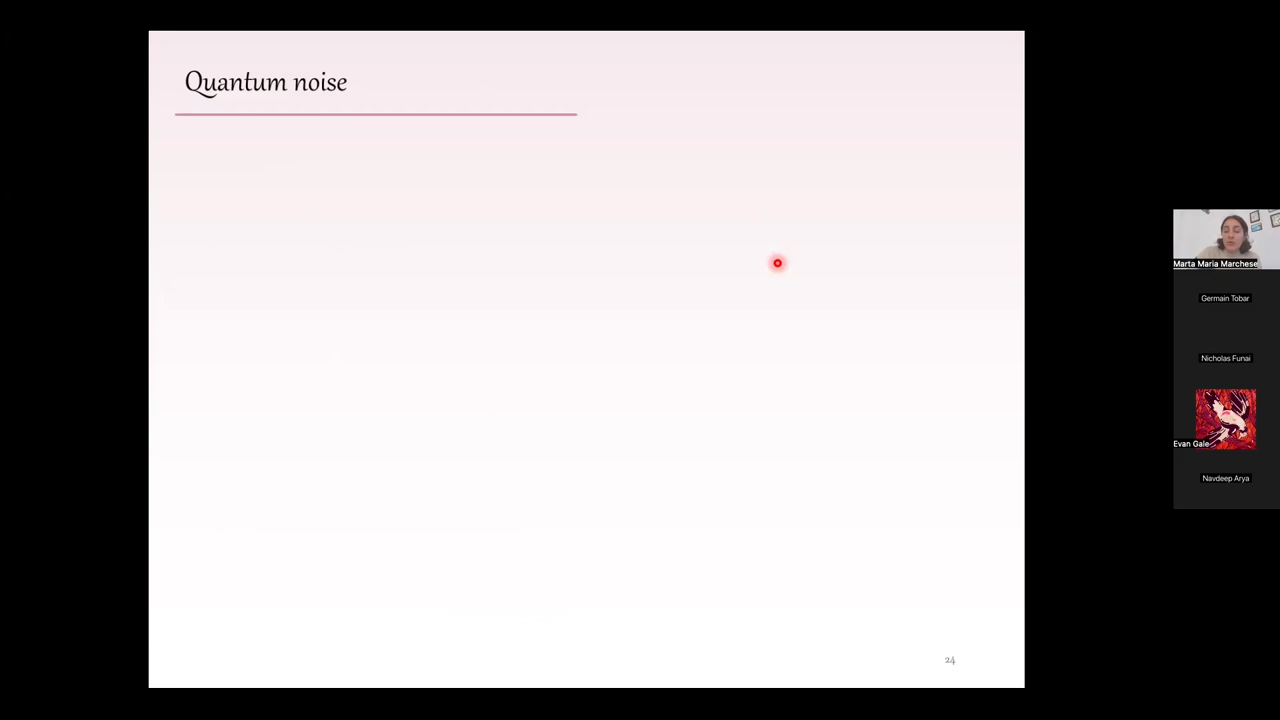 Quantum noise
24
Marta Maria Marchese
Germain Tobar
Nicholas Funai
Evan Gale
Navdeep Arya